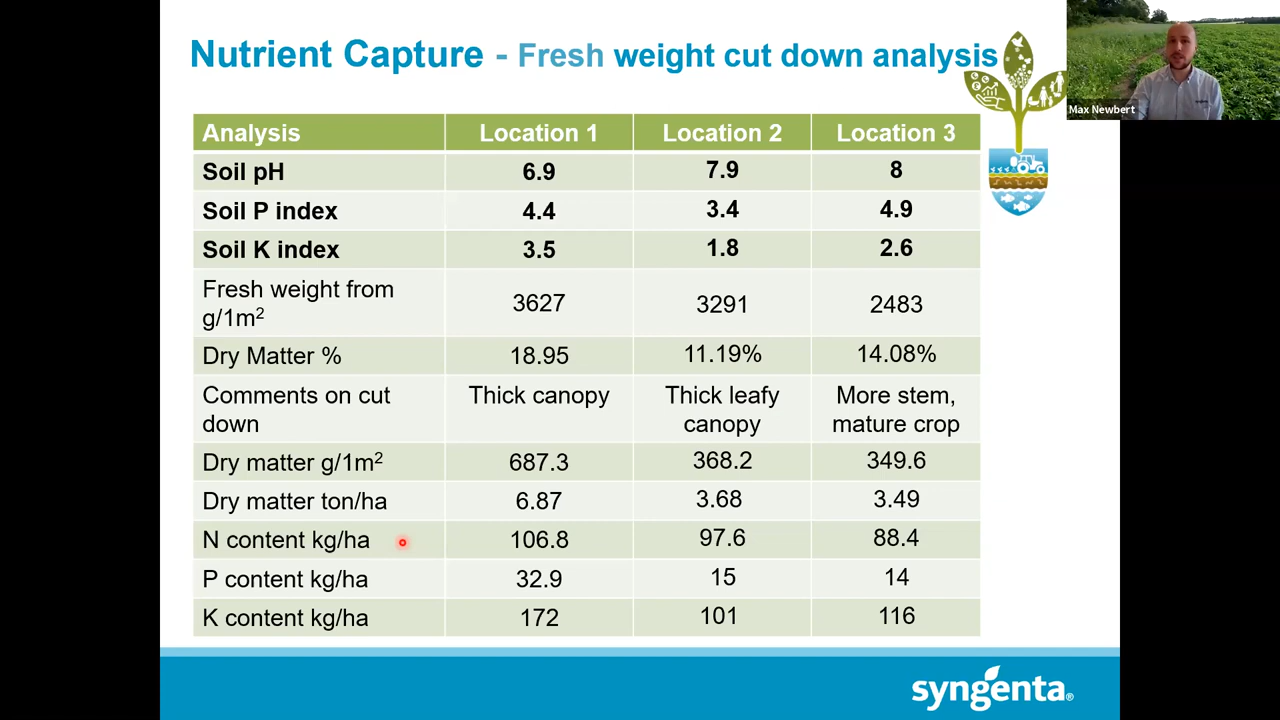 Nutrient Capture - Fresh weight cut down analysis
Max Newbert
Analysis Location 1 Location 2 Location 3
Soil pH 6.9 7.9 8
Soil P index 4.4 3.4 4.9
Soil K index 3.5 1.8 2.6
Fresh weight from g/1m² 3627 3291 2483
Dry Matter % 18.95 11.19% 14.08%
Comments on cut down Thick canopy Thick leafy canopy More stem, mature crop
Dry matter g/1m² 687.3 368.2 349.6
Dry matter ton/ha 6.87 3.68 3.49
N content kg/ha 106.8 97.6 88.4
P content kg/ha 32.9 15 14
K content kg/ha 172 101 116
syngenta®